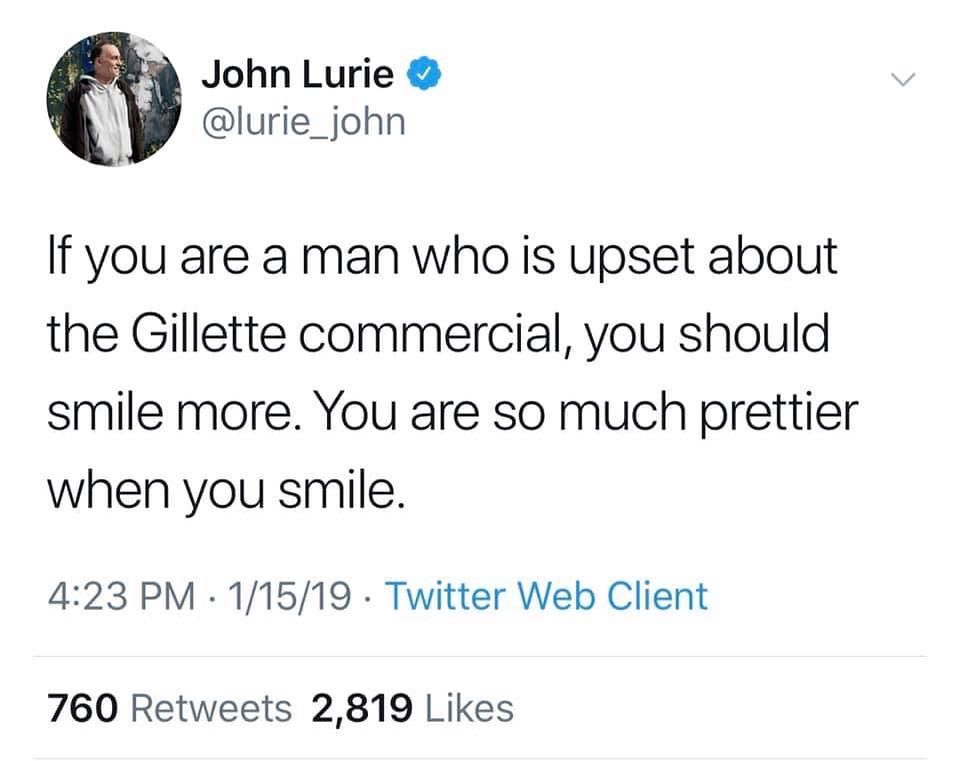 John Lurie
@lurie_john
If you are a man who is upset about
the Gillette commercial, you should
smile more. You are so much prettier
when you smile.
4:23 PM · 1/15/19 · Twitter Web Client
760 Retweets 2,819 Likes